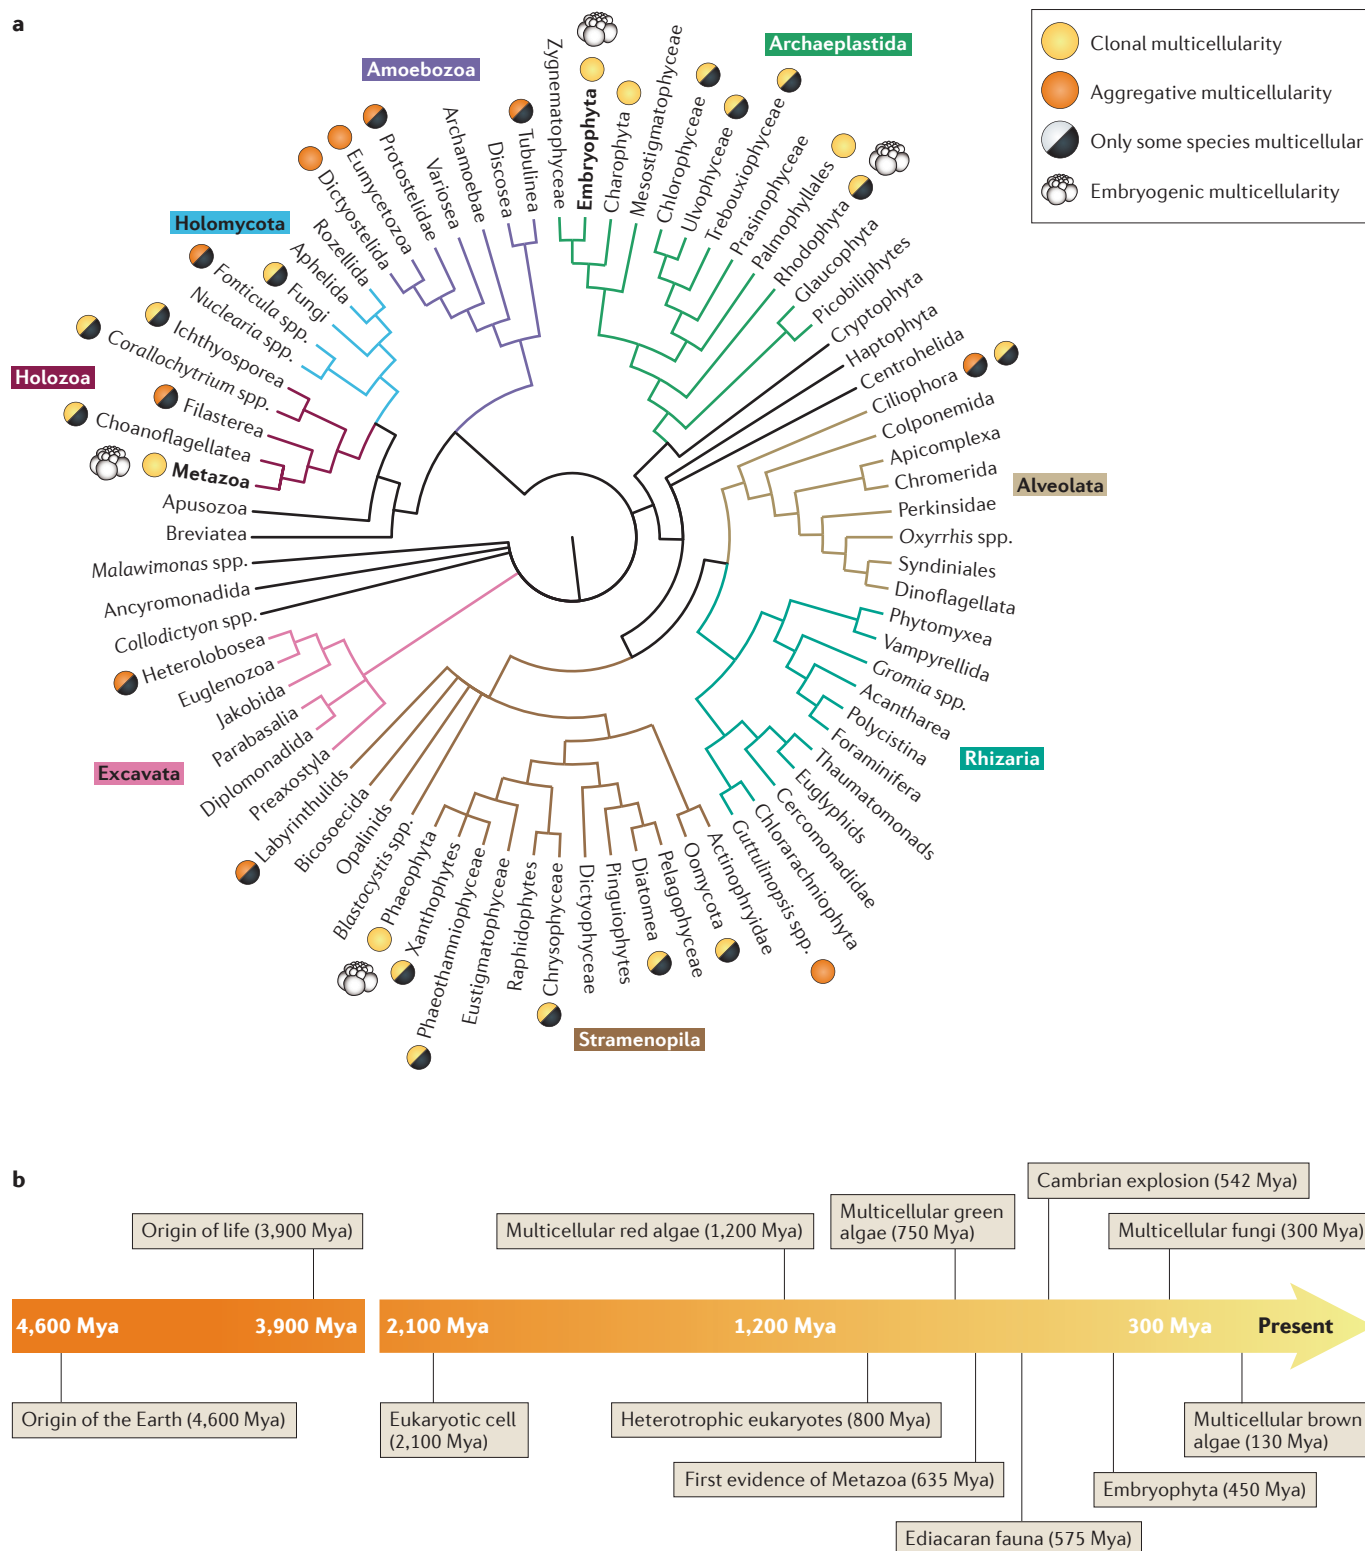 a
Clonal multicellularity
Aggregative multicellularity
Only some species multicellular
Embryogenic multicellularity
Archaeplastida
Amoebozoa
Holomycota
Holozoa
Alveolata
Rhizaria
Stramenopila
Excavata
Breviatea
Apusozoa
Metazoa
Choanoflagellatea
Filasterea
Corallochytrium spp.
Ichthyosporea
Nuclearia spp.
Fonticula spp.
Fungi
Aphelida
Rozellida
Dictyostelida
Eumycetozoa
Protostelidae
Variosea
Archamoebae
Discosea
Tubulinea
Zygnematophyceae
Embryophyta
Charophyta
Mesostigmatophyceae
Chlorophyceae
Ulvophyceae
Trebouxiophyceae
Prasinophyceae
Palmophyllales
Rhodophyta
Glaucophyta
Picobiliphytes
Cryptophyta
Haptophyta
Centrohelida
Ciliophora
Colponemida
Apicomplexa
Chromerida
Perkinsidae
Oxyrrhis spp.
Syndiniales
Dinoflagellata
Phytomyxea
Vampyrellida
Gromia spp.
Acantharea
Polycistina
Foraminifera
Thaumatomonads
Euglyphids
Cercomonadidae
Chlorarachniophyta
Guttulinopsis spp.
Actinophryidae
Oomycota
Pelagophyceae
Diatomea
Pinguiophytes
Dictyophyceae
Chrysophyceae
Raphidophytes
Eustigmatophyceae
Phaeothamniophyceae
Xanthophytes
Phaeophyta
Blastocystis spp.
Opalinids
Bicosoecida
Labyrinthulids
Preaxostyla
Diplomonadida
Parabasalia
Jakobida
Euglenozoa
Heterolobosea
Collodictyon spp.
Ancyromonadida
Malawimonas spp.
b
Cambrian explosion (542 Mya)
Origin of life (3,900 Mya)
Multicellular red algae (1,200 Mya)
Multicellular green
algae (750 Mya)
Multicellular fungi (300 Mya)
4,600 Mya
3,900 Mya
2,100 Mya
1,200 Mya
300 Mya
Present
Origin of the Earth (4,600 Mya)
Eukaryotic cell
(2,100 Mya)
Heterotrophic eukaryotes (800 Mya)
Multicellular brown
algae (130 Mya)
First evidence of Metazoa (635 Mya)
Embryophyta (450 Mya)
Ediacaran fauna (575 Mya)